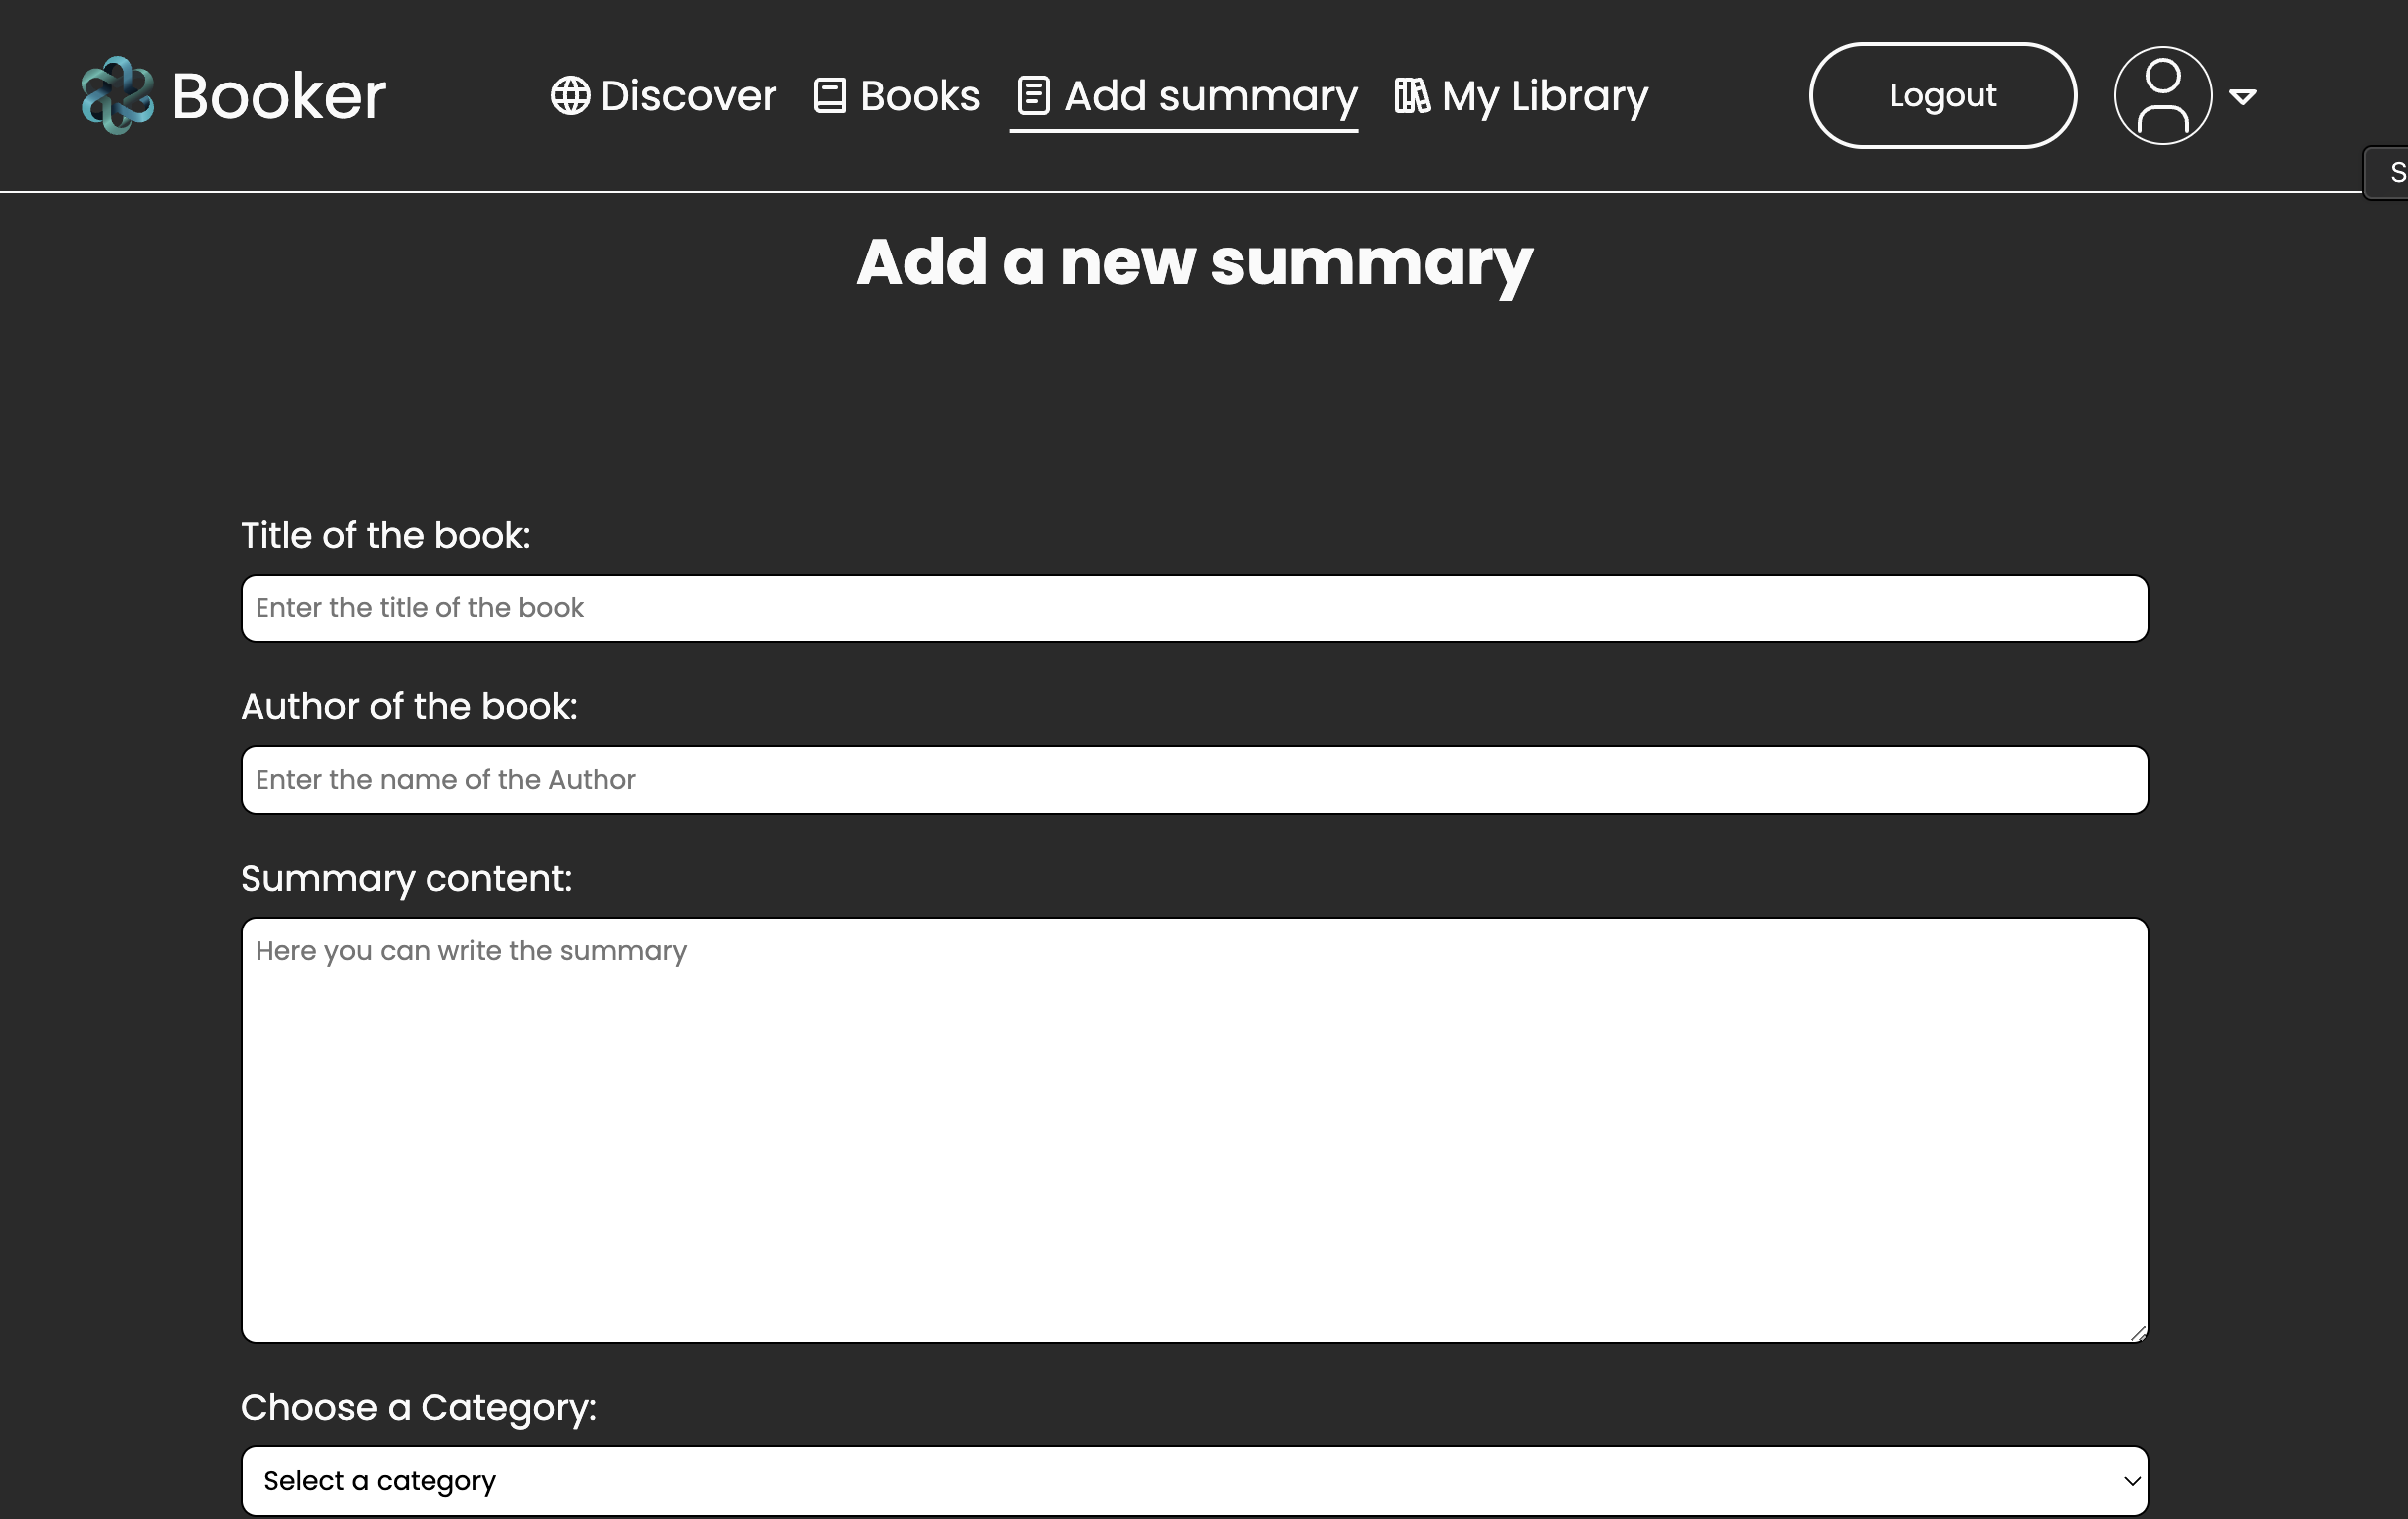 Booker
Discover
Books
Add summary
My Library
Logout
Add a new summary
Title of the book:
Enter the title of the book
Author of the book:
Enter the name of the Author
Summary content:
Here you can write the summary
Choose a Category:
Select a category